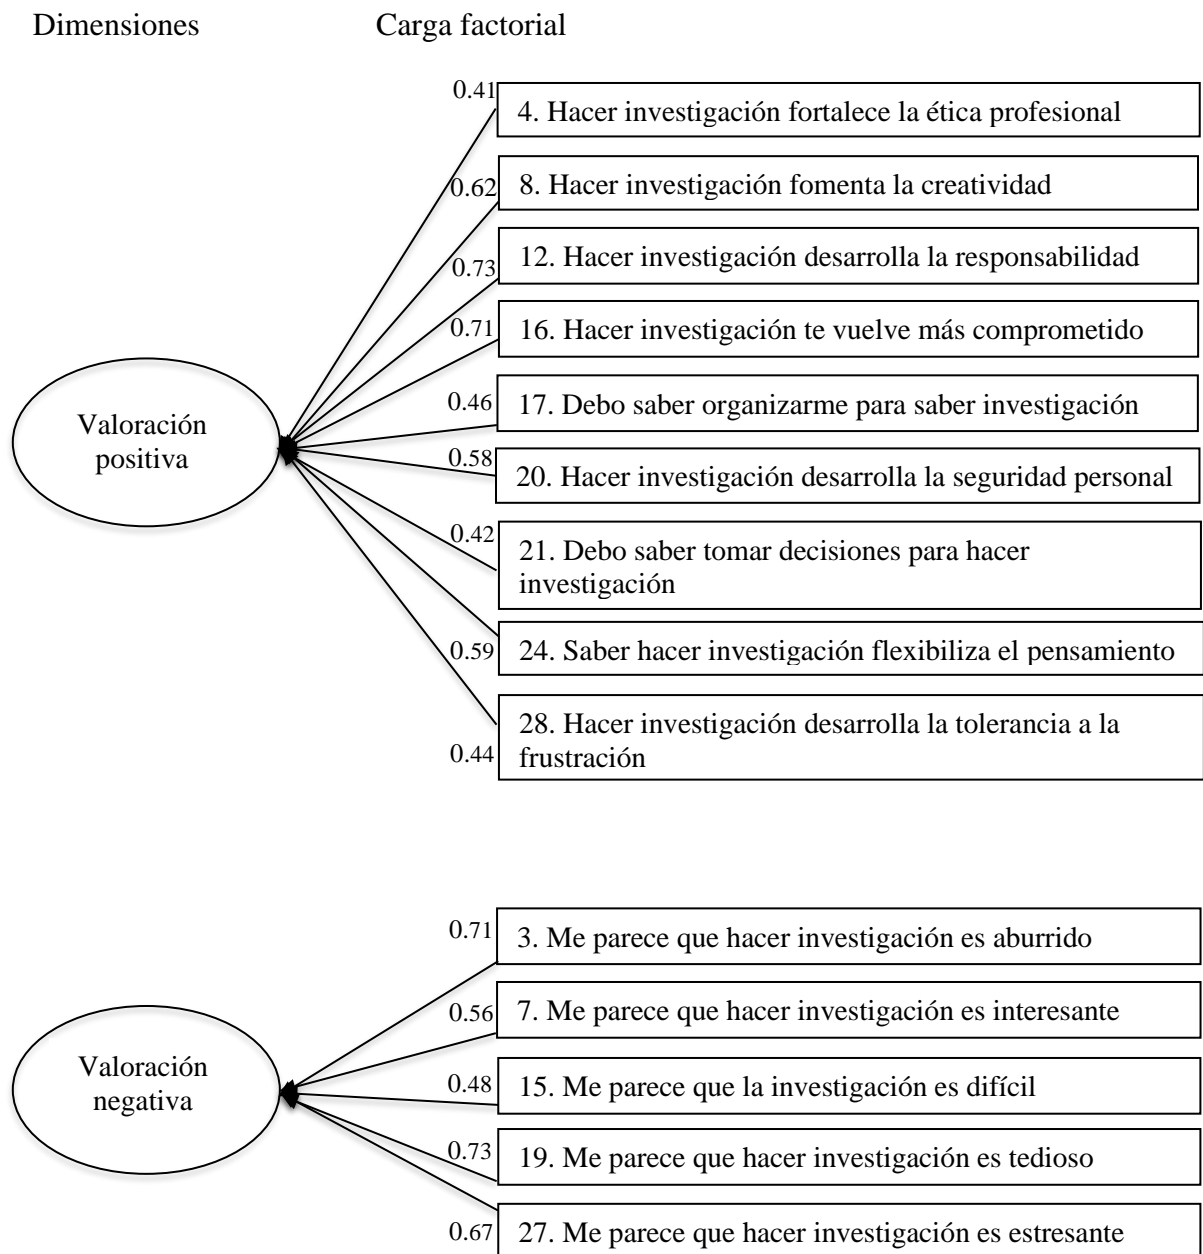 Dimensiones Carga factorial
0.41 4. Hacer investigación fortalece la ética profesional
0.62 8. Hacer investigación fomenta la creatividad
0.73 12. Hacer investigación desarrolla la responsabilidad
0.71 16. Hacer investigación te vuelve más comprometido
0.46 17. Debo saber organizarme para saber investigación
Valoración
positiva
0.58 20. Hacer investigación desarrolla la seguridad personal
0.42 21. Debo saber tomar decisiones para hacer
investigación
0.59 24. Saber hacer investigación flexibiliza el pensamiento
28. Hacer investigación desarrolla la tolerancia a la
0.44 frustración
0.71 3. Me parece que hacer investigación es aburrido
0.56 7. Me parece que hacer investigación es interesante
Valoración
negativa
0.48 15. Me parece que la investigación es difícil
0.73 19. Me parece que hacer investigación es tedioso
0.67 27. Me parece que hacer investigación es estresante